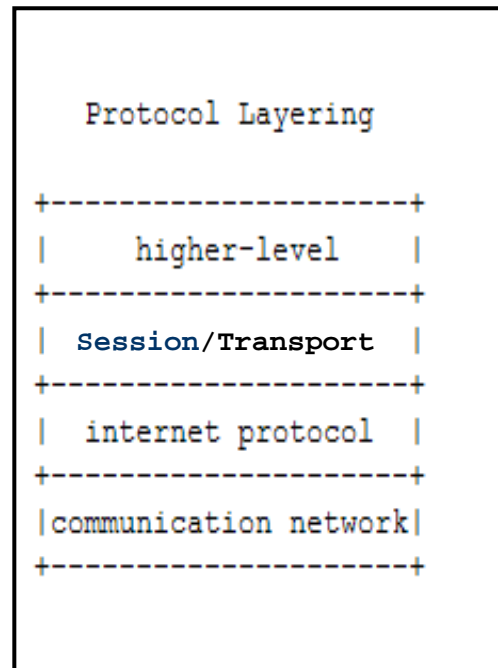 Protocol Layering
+---------------------+
|     higher-level    |
+---------------------+
|  Session/Transport  |
+---------------------+
|  internet protocol  |
+---------------------+
|communication network|
+---------------------+